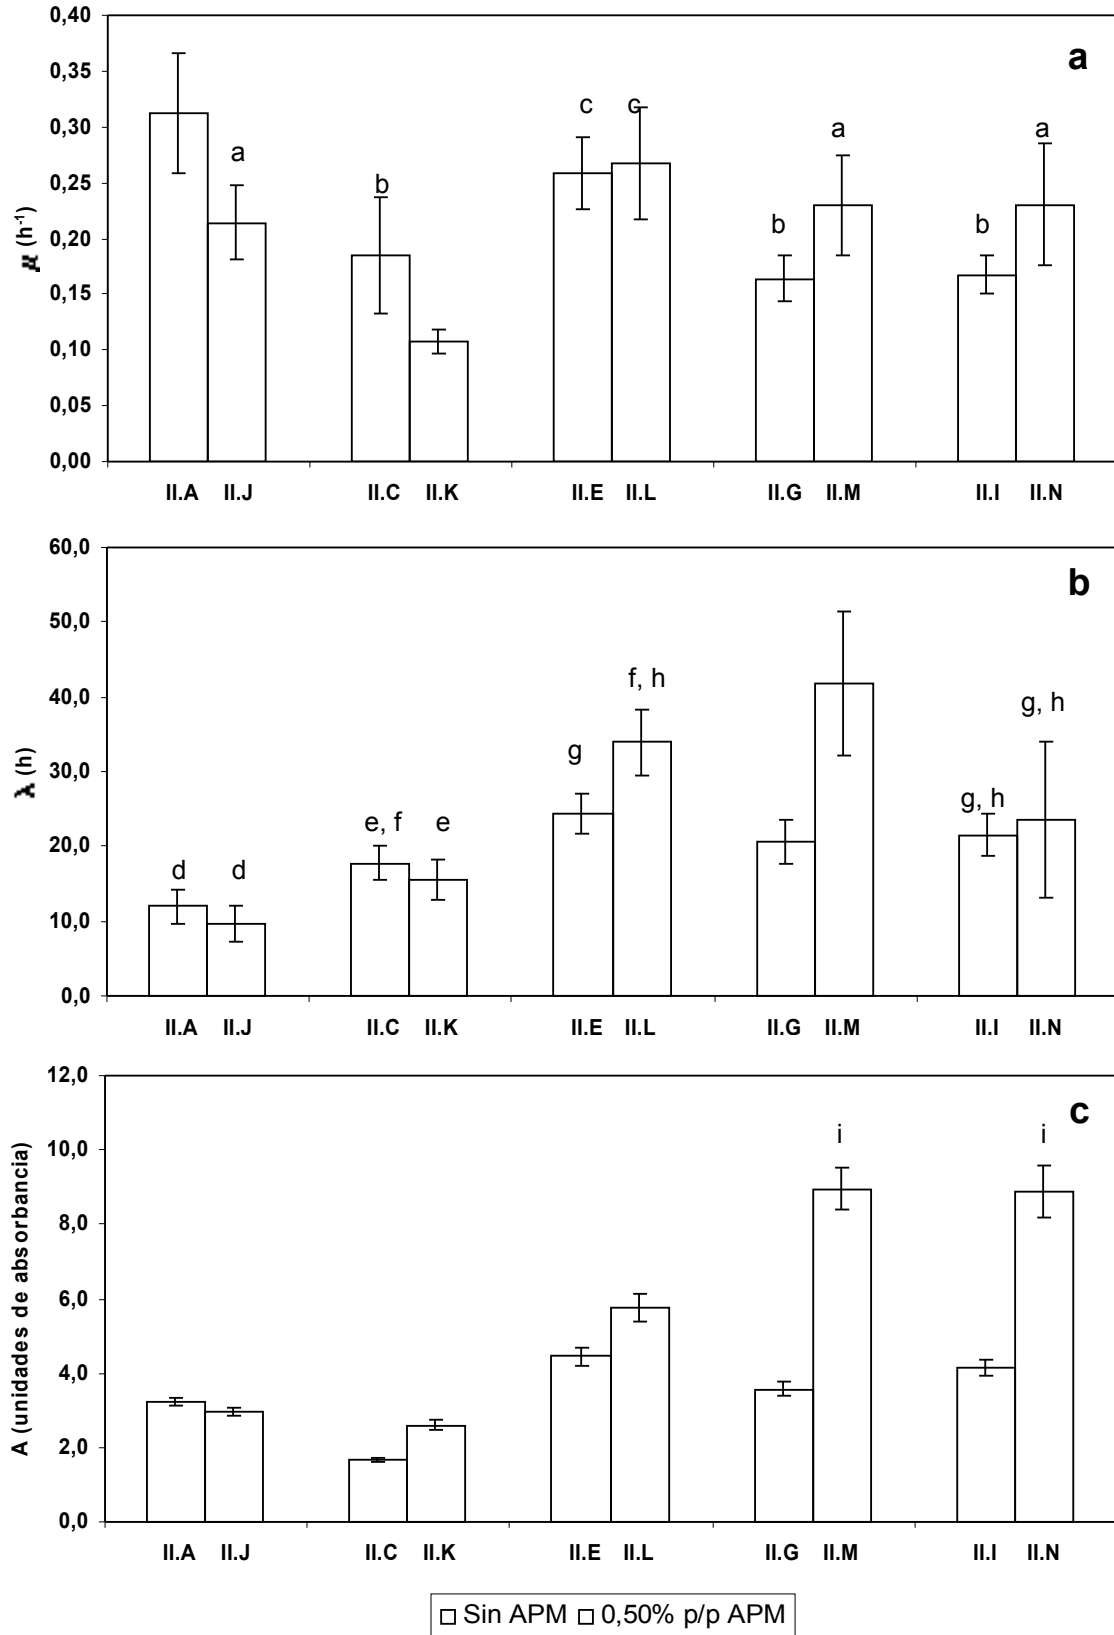 0,40
a
0,35
0,30
c c
a a a
0,25
b
μ (h⁻¹)
0,20
b b
0,15
0,10
0,05
0,00
II.A II.J II.C II.K II.E II.L II.G II.M II.I II.N
60,0
b
50,0
40,0
f, h
g, h
λ (h)
30,0
g
g, h
20,0
e, f e
d d
10,0
0,0
II.A II.J II.C II.K II.E II.L II.G II.M II.I II.N
12,0
c
A (unidades de absorbancia)
10,0
i i
8,0
6,0
4,0
2,0
0,0
II.A II.J II.C II.K II.E II.L II.G II.M II.I II.N
Sin APM 0,50% p/p APM